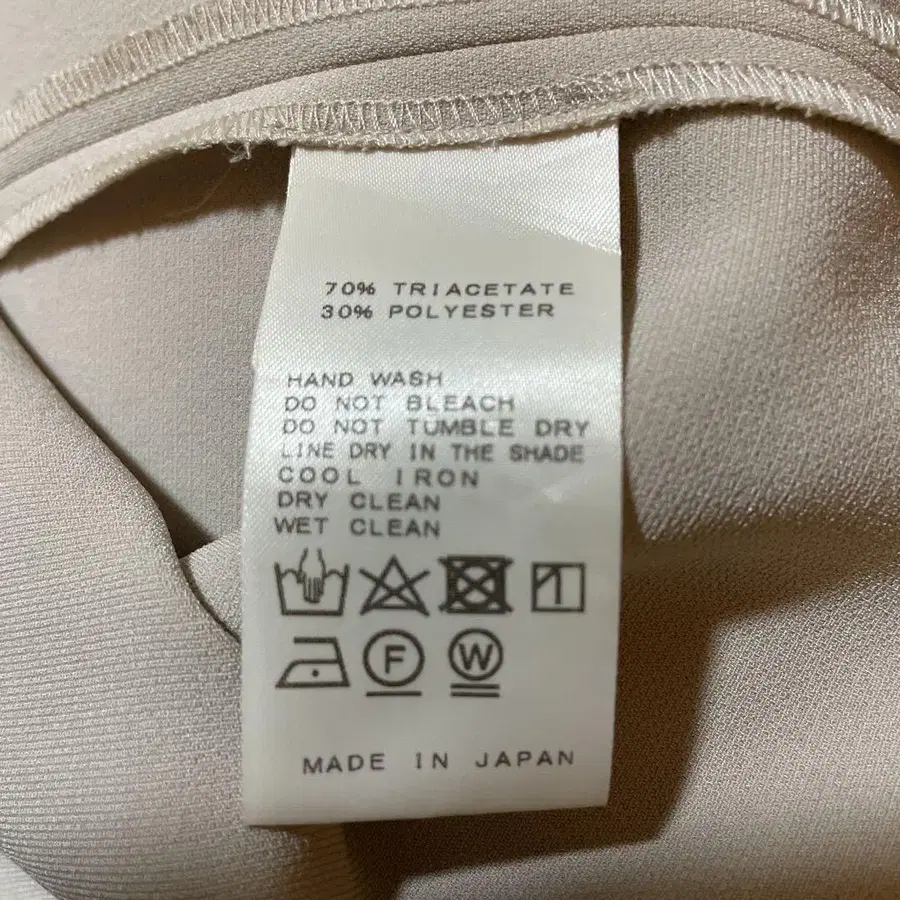 70% TRIACETATE
30% POLYESTER
HAND WASH
DO NOT BLEACH
DO NOT TUMBLE DRY
LINE DRY IN THE SHADE
COOL IRON
DRY CLEAN
WET CLEAN
F W
MADE IN JAPAN